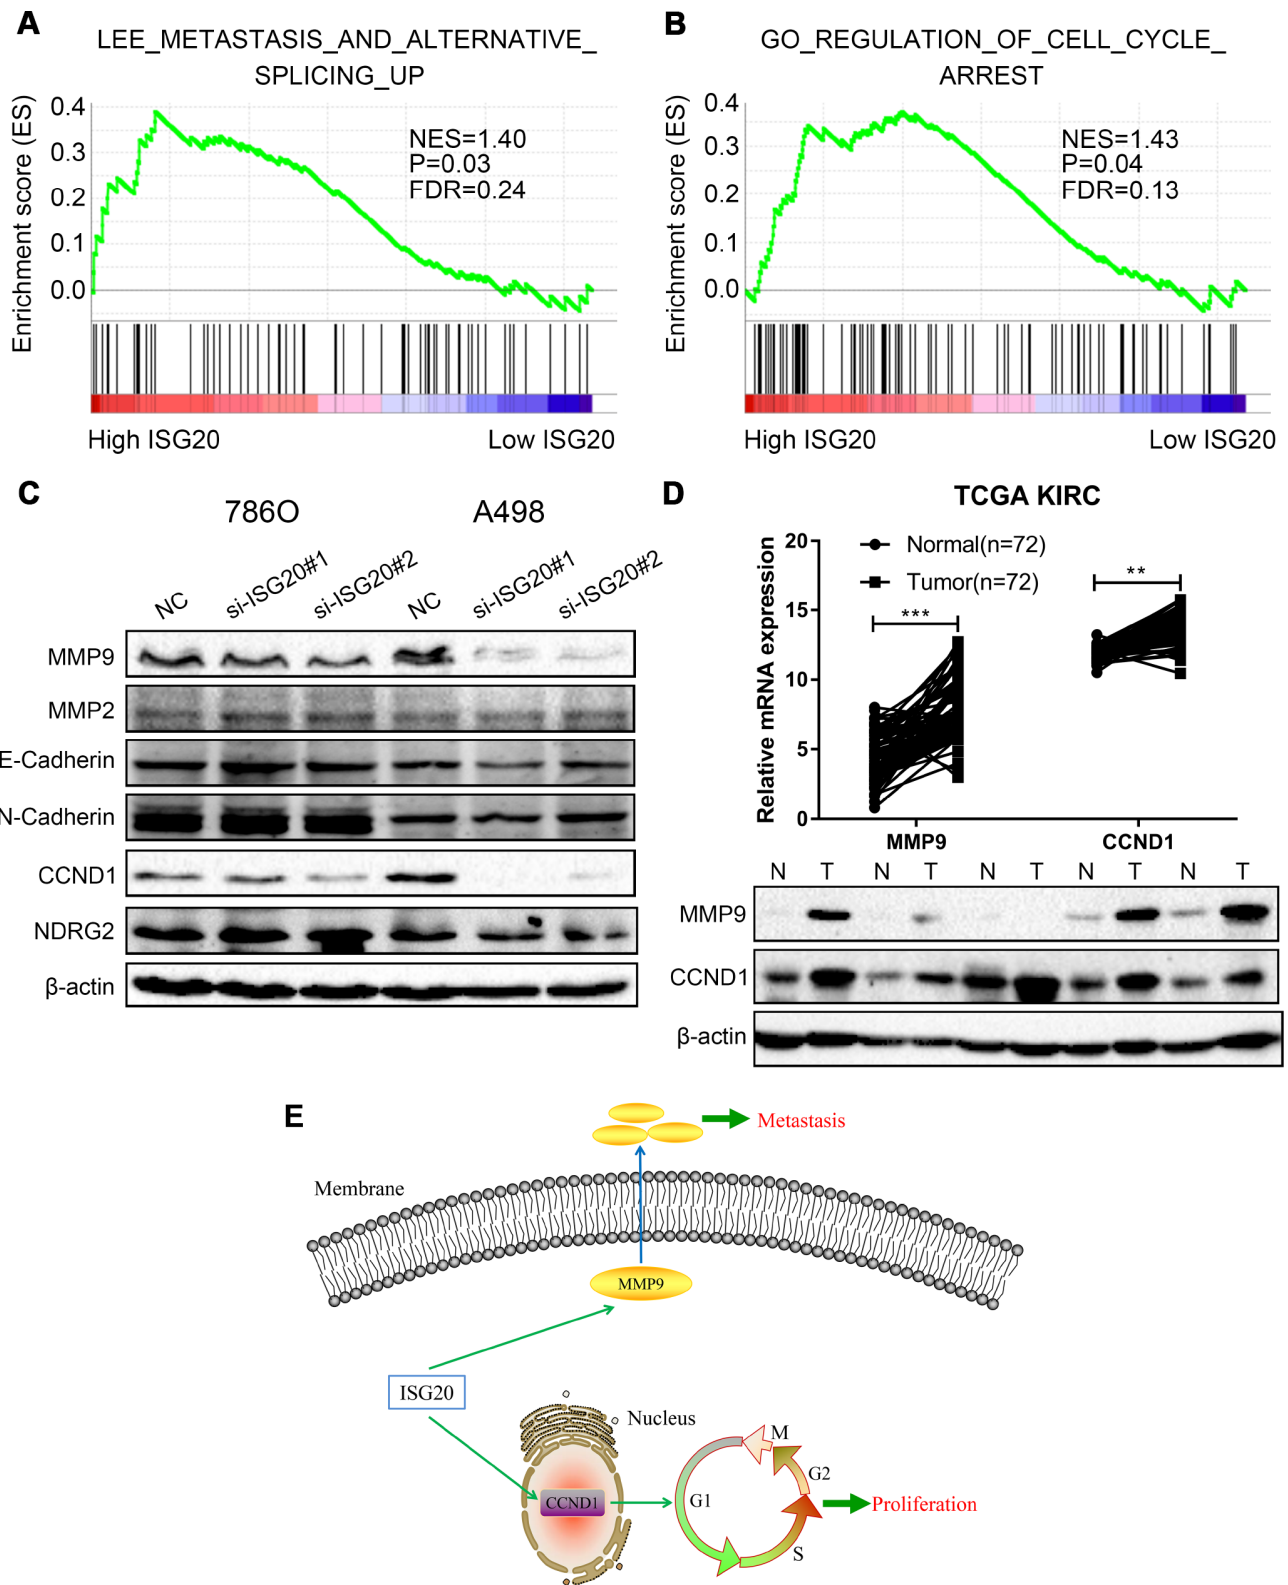 A
LEE_METASTASIS_AND_ALTERNATIVE_
SPLICING_UP
Enrichment score (ES)
0.4
0.3
0.2
0.1
0.0
NES=1.40
P=0.03
FDR=0.24
High ISG20
Low ISG20
B
GO_REGULATION_OF_CELL_CYCLE_
ARREST
Enrichment score (ES)
0.4
0.3
0.2
0.1
0.0
NES=1.43
P=0.04
FDR=0.13
High ISG20
Low ISG20
C
786O
A498
NC
si-ISG20#1
si-ISG20#2
NC
si-ISG20#1
si-ISG20#2
MMP9
MMP2
E-Cadherin
N-Cadherin
CCND1
NDRG2
β-actin
D
TCGA KIRC
Relative mRNA expression
20
15
10
5
0
Normal(n=72)
Tumor(n=72)
***
**
MMP9
CCND1
N T N T N T N T N T
MMP9
CCND1
β-actin
E
Metastasis
Membrane
MMP9
ISG20
Nucleus
CCND1
M
G2
G1
S
Proliferation